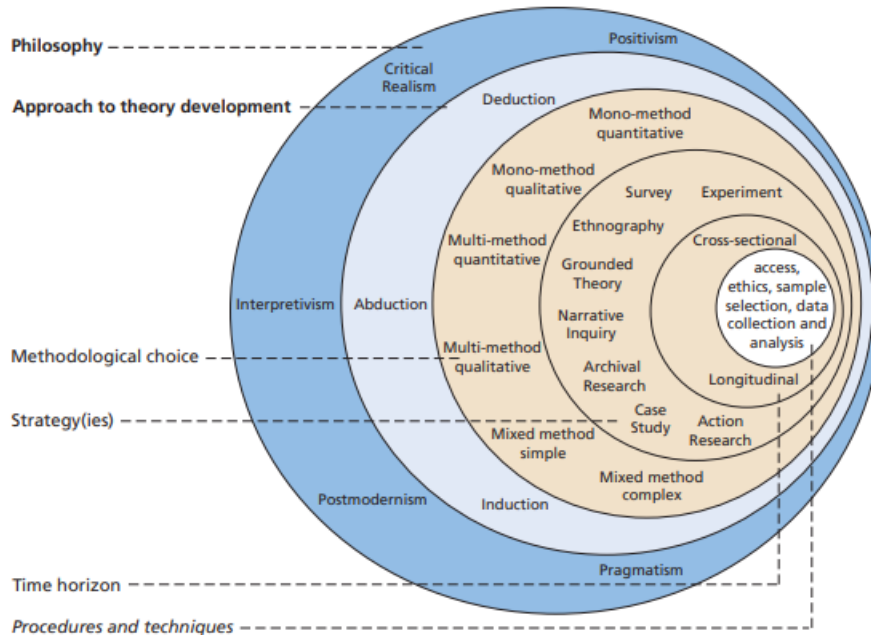 Philosophy
Positivism
Critical
Realism
Approach to theory development
Deduction
Mono-method
quantitative
Mono-method
qualitative
Survey
Experiment
Ethnography
Multi-method
quantitative
Cross-sectional
Grounded
Theory
access,
ethics, sample
selection, data
collection and
analysis
Interpretivism
Abduction
Narrative
Inquiry
Methodological choice
Multi-method
qualitative
Archival
Research
Longitudinal
Strategy(ies)
Case
Study
Action
Research
Mixed method
simple
Mixed method
complex
Postmodernism
Induction
Pragmatism
Time horizon
Procedures and techniques